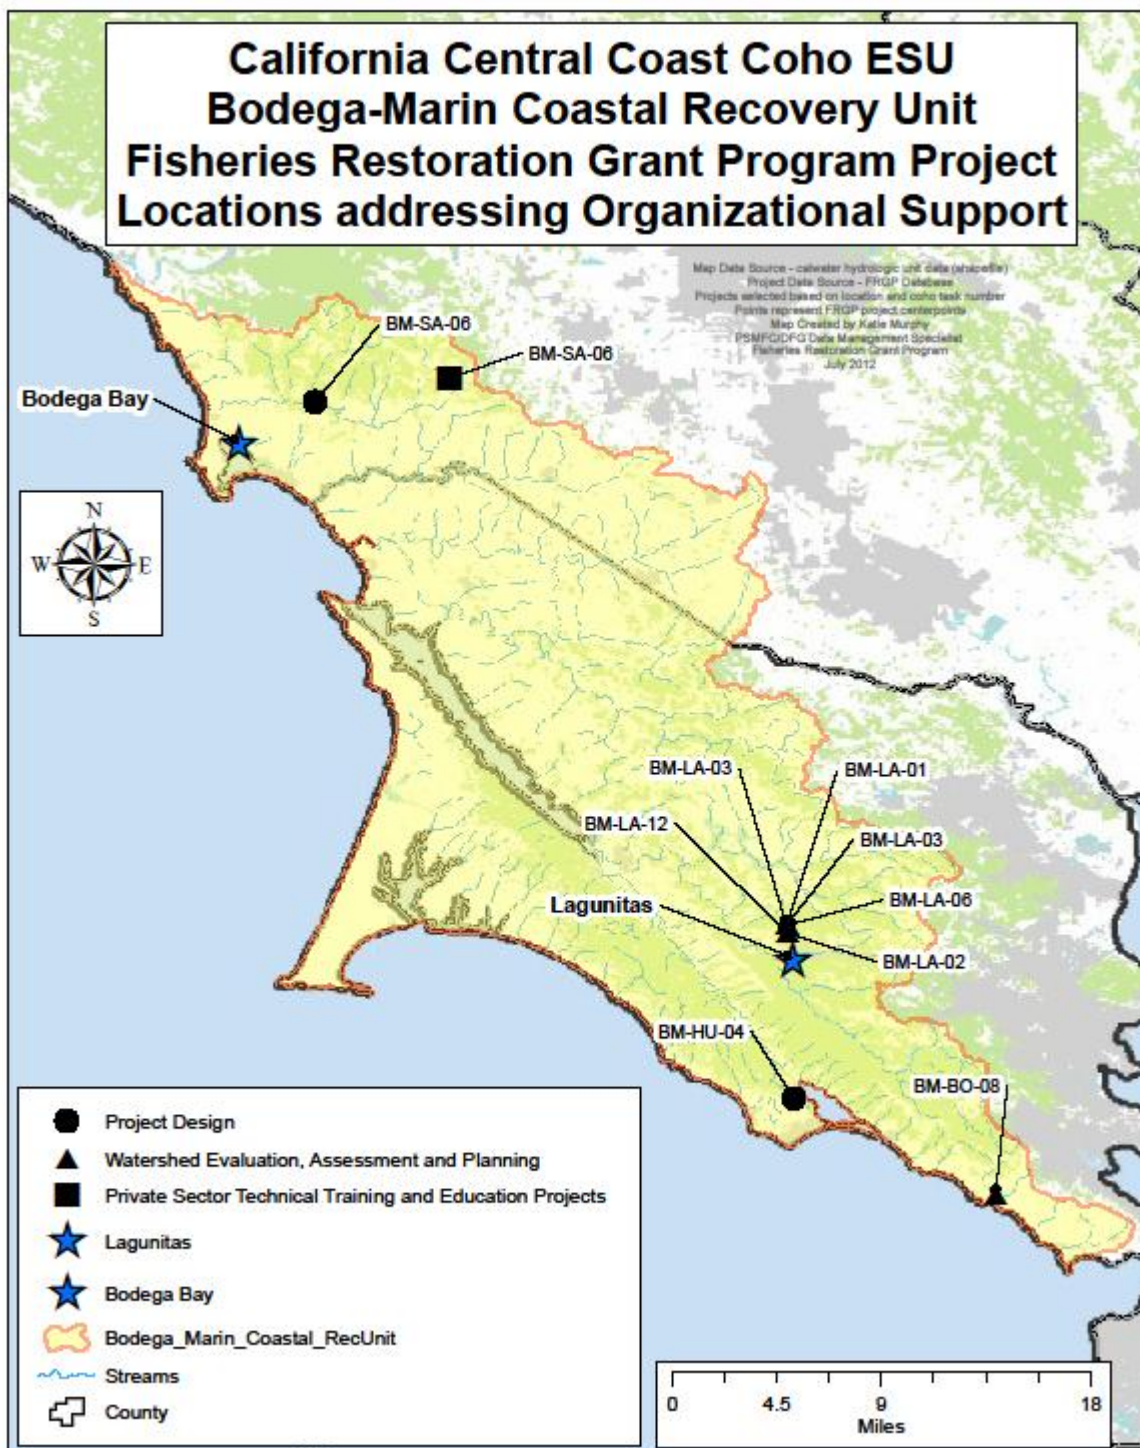 California Central Coast Coho ESU
Bodega-Marin Coastal Recovery Unit
Fisheries Restoration Grant Program Project
Locations addressing Organizational Support
Map Data Source - calwater hydrologic unit data (shapefile)
Project Data Source - FRGP Database
Projects selected based on location and coho task number
Points represent FRGP project centerpoints
Map Created by Katie Murphy
PSMFC/DFG Data Management Specialist
Fisheries Restoration Grant Program
July 2012
BM-SA-06
BM-SA-06
Bodega Bay
N
W
E
S
BM-LA-03
BM-LA-01
BM-LA-12
BM-LA-03
BM-LA-06
Lagunitas
BM-LA-02
BM-HU-04
BM-BO-08
Project Design
Watershed Evaluation, Assessment and Planning
Private Sector Technical Training and Education Projects
Lagunitas
Bodega Bay
Bodega_Marin_Coastal_RecUnit
Streams
County
0 4.5 9 18
Miles